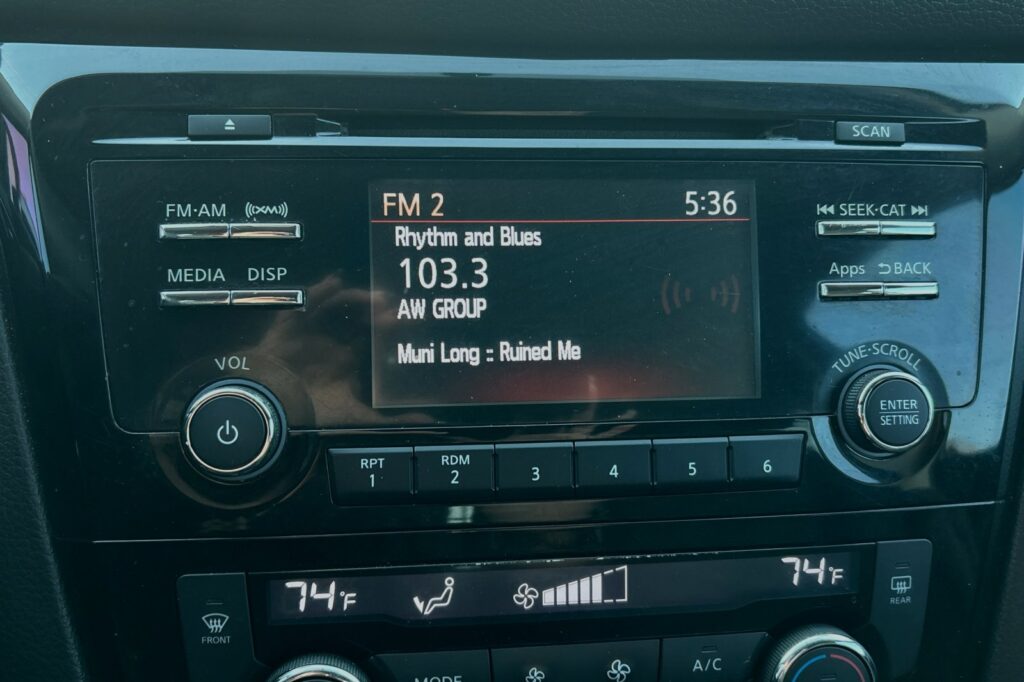 SCAN
FM·AM XM
FM 2 5:36
SEEK·CAT
Rhythm and Blues
103.3
AW GROUP
Muni Long :: Ruined Me
MEDIA DISP
Apps BACK
VOL
TUNE·SCROLL
ENTER
SETTING
RPT
1
RDM
2
3
4
5
6
74°F
74°F
FRONT
REAR
MODE
A/C